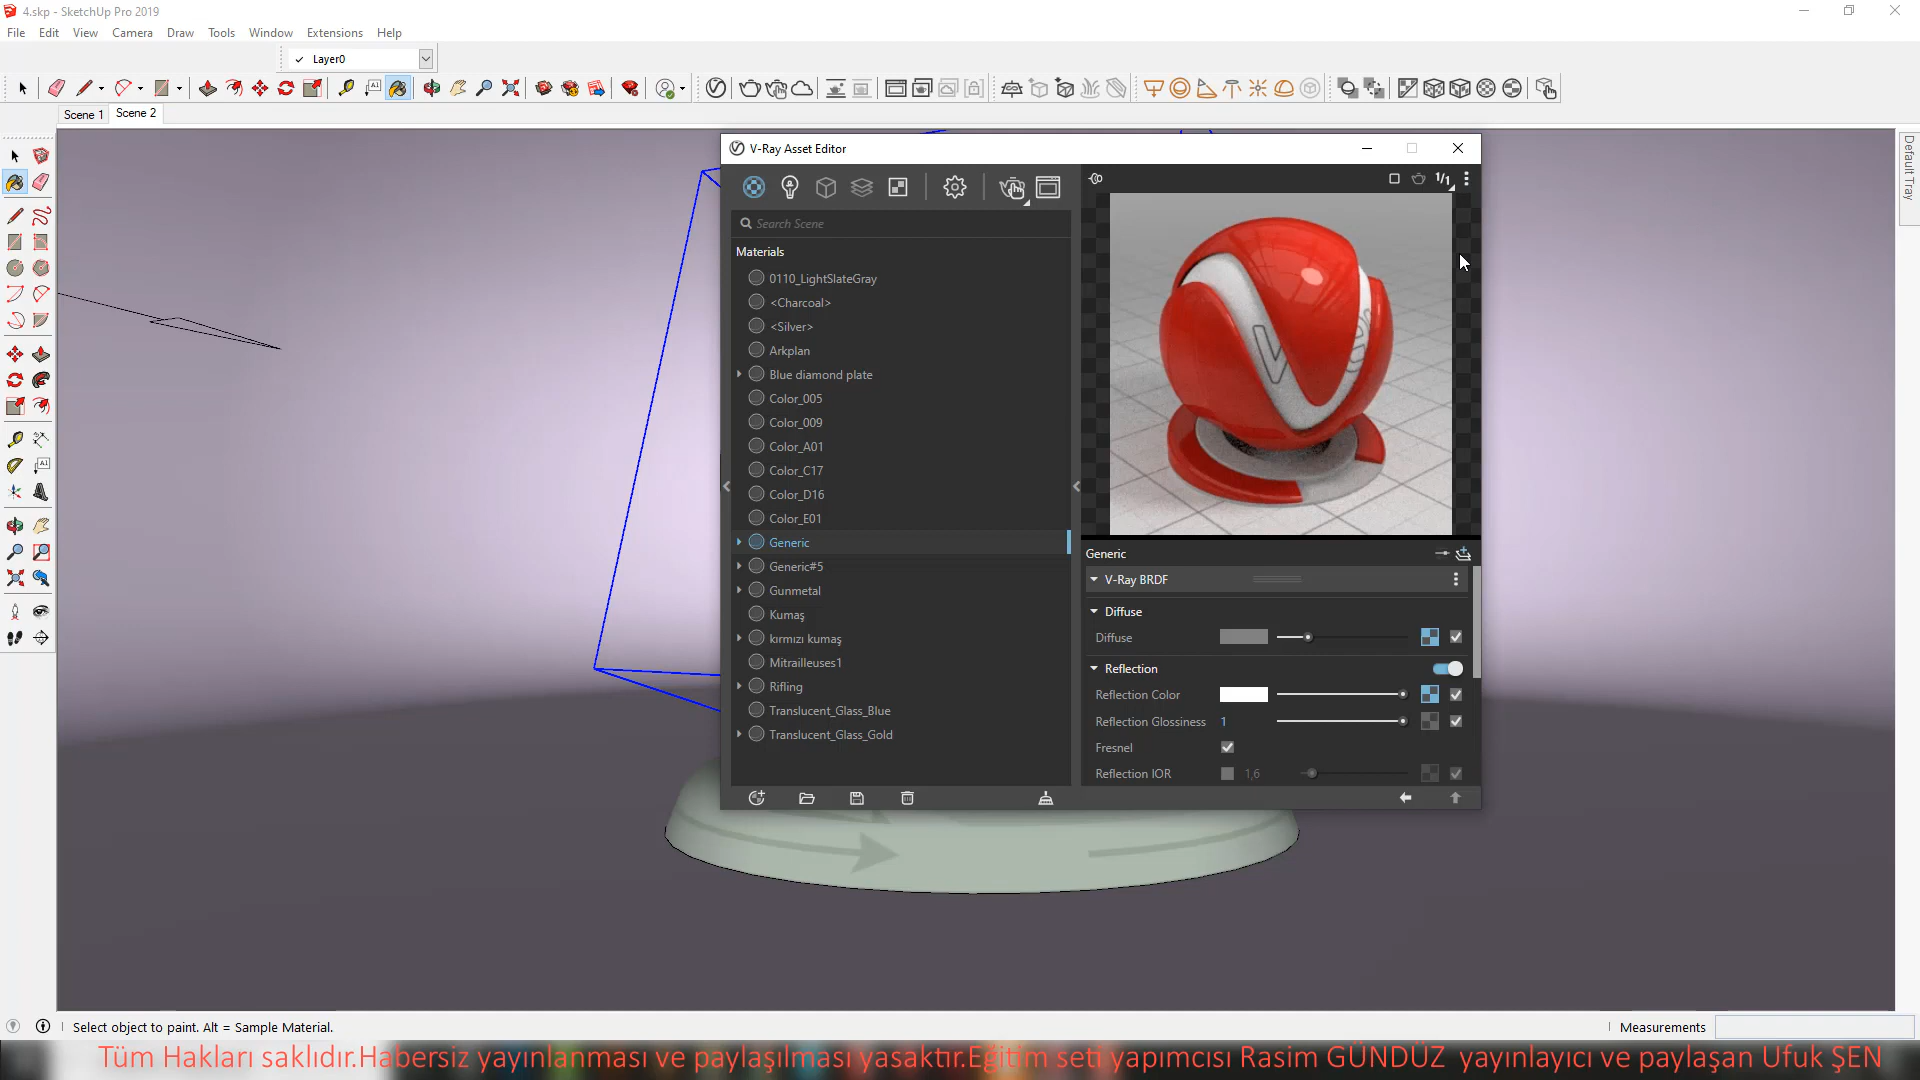 4.skp - SketchUp Pro 2019
File Edit View Camera Draw Tools Window Extensions Help
Layer0
Scene 1 Scene 2
Default Tray
V-Ray Asset Editor
1/1
Search Scene
Materials
0110_LightSlateGray
<Charcoal>
<Silver>
Arkplan
Blue diamond plate
Color_005
Color_009
Color_A01
Color_C17
Color_D16
Color_E01
Generic
Generic#5
Gunmetal
Kumaş
kırmızı kumaş
Mitrailleuses1
Rifling
Translucent_Glass_Blue
Translucent_Glass_Gold
Generic
V-Ray BRDF
Diffuse
Diffuse
Reflection
Reflection Color
Reflection Glossiness 1
Fresnel
Reflection IOR 1,6
Select object to paint. Alt = Sample Material.
Measurements
Tüm Hakları saklıdır.Habersiz yayınlanması ve paylaşılması yasaktır.Eğitim seti yapımcısı Rasim GÜNDÜZ yayınlayıcı ve paylaşan Ufuk ŞEN